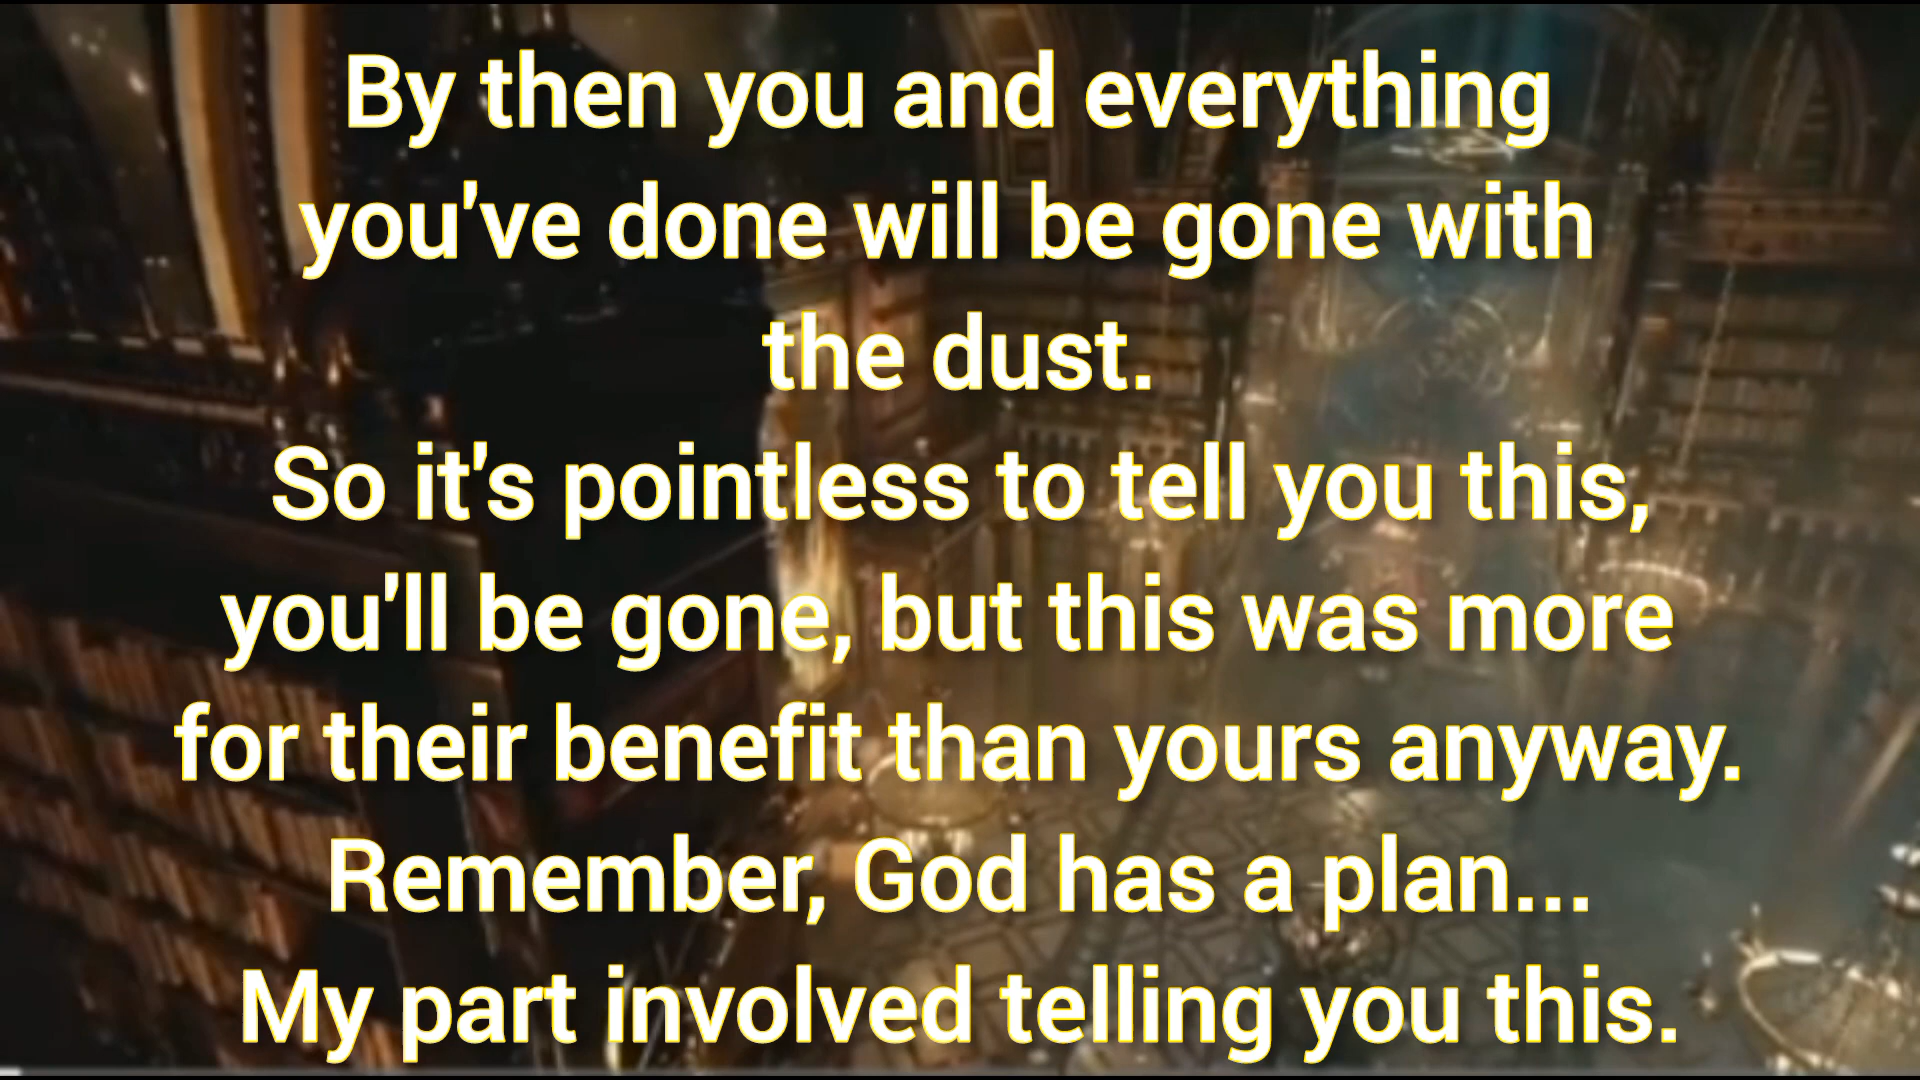 By then you and everything
you've done will be gone with
the dust.
So it's pointless to tell you this,
you'll be gone, but this was more
for their benefit than yours anyway.
Remember, God has a plan...
My part involved telling you this.